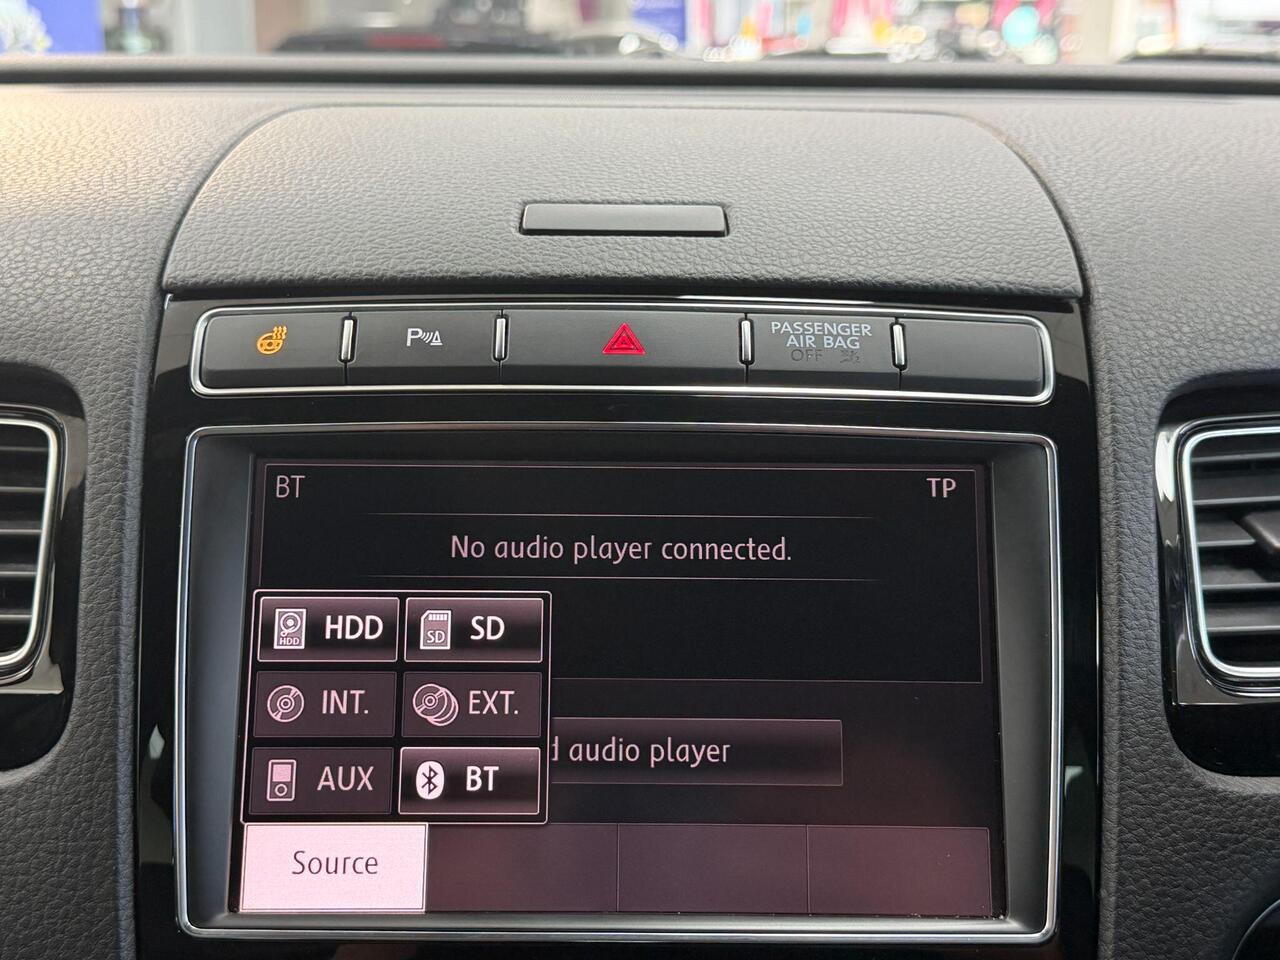 P
PASSENGER
AIR BAG
OFF
BT
TP
No audio player connected.
HDD
HDD
SD
SD
INT.
EXT.
d audio player
AUX
BT
Source